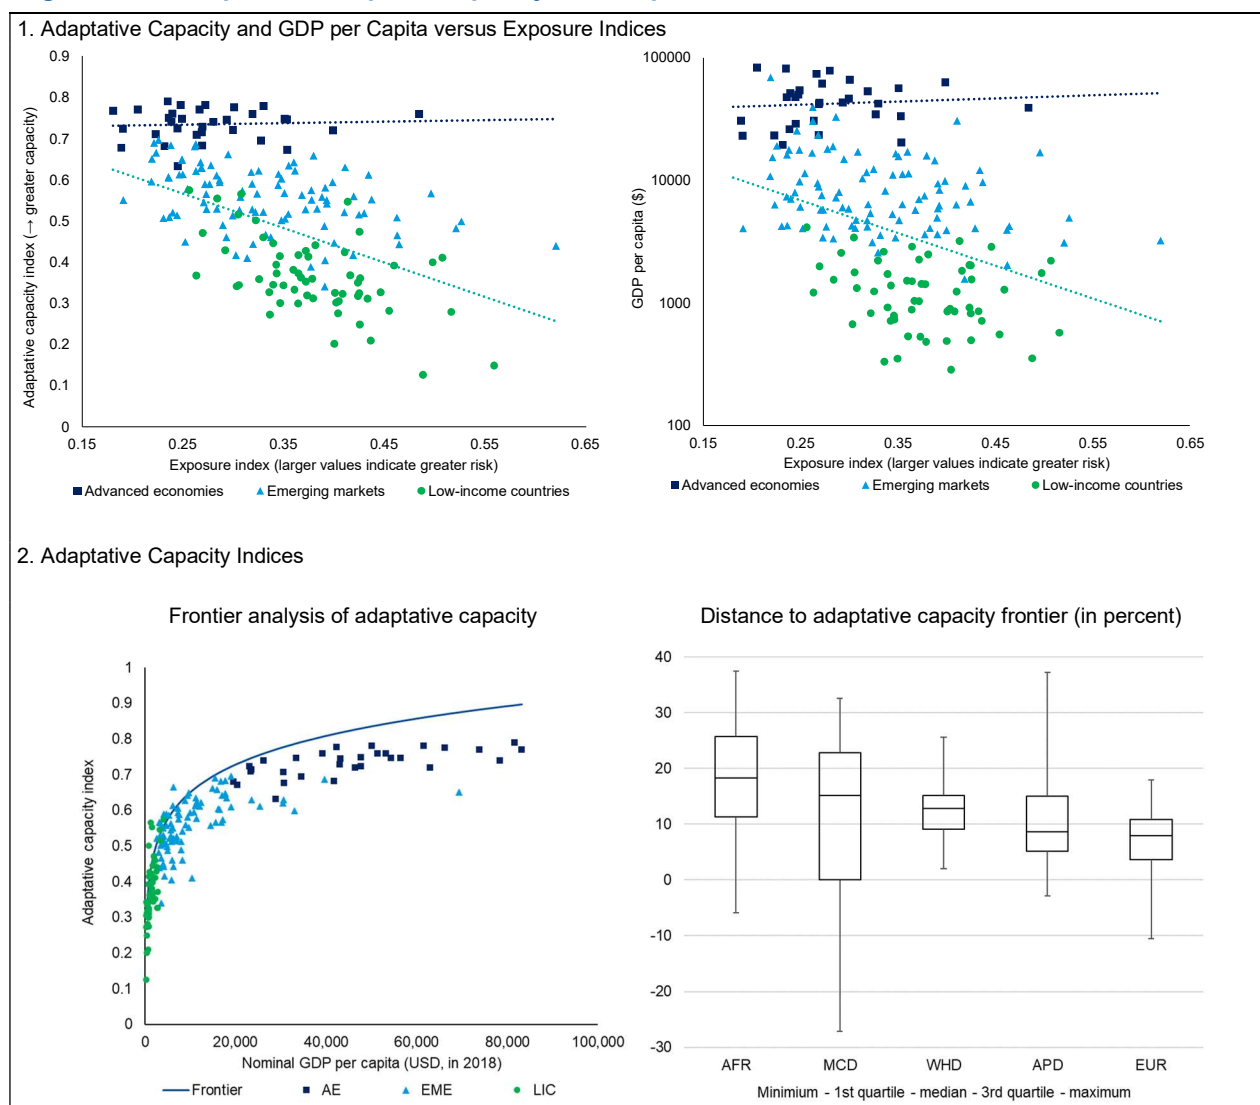 1. Adaptative Capacity and GDP per Capita versus Exposure Indices
Adaptative capacity index (→ greater capacity)
0.9
0.8
0.7
0.6
0.5
0.4
0.3
0.2
0.1
0
0.15
0.25
0.35
0.45
0.55
0.65
Exposure index (larger values indicate greater risk)
Advanced economies
Emerging markets
Low-income countries
GDP per capita ($)
100000
10000
1000
100
0.15
0.25
0.35
0.45
0.55
0.65
Exposure index (larger values indicate greater risk)
Advanced economies
Emerging markets
Low-income countries
2. Adaptative Capacity Indices
Frontier analysis of adaptative capacity
Adaptative capacity index
1
0.9
0.8
0.7
0.6
0.5
0.4
0.3
0.2
0.1
0
0
20,000
40,000
60,000
80,000
100,000
Nominal GDP per capita (USD, in 2018)
Frontier
AE
EME
LIC
Distance to adaptative capacity frontier (in percent)
40
30
20
10
0
-10
-20
-30
AFR
MCD
WHD
APD
EUR
Minimium - 1st quartile - median - 3rd quartile - maximum